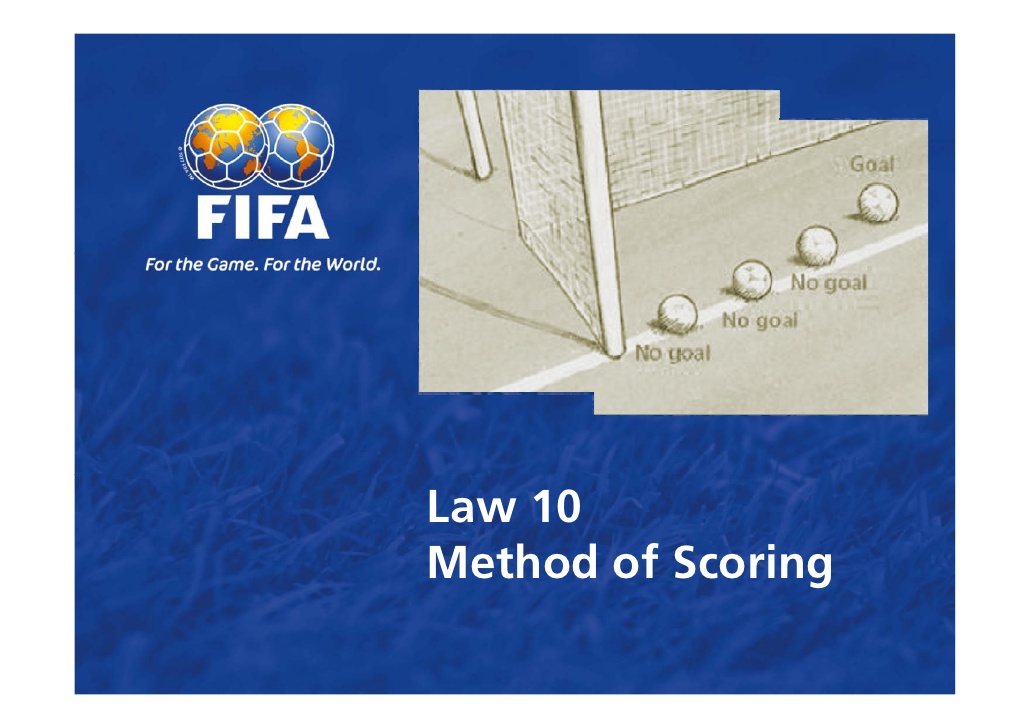 FIFA
For the Game. For the World.
Goal
No goal
No goal
No goal
Law 10
Method of Scoring